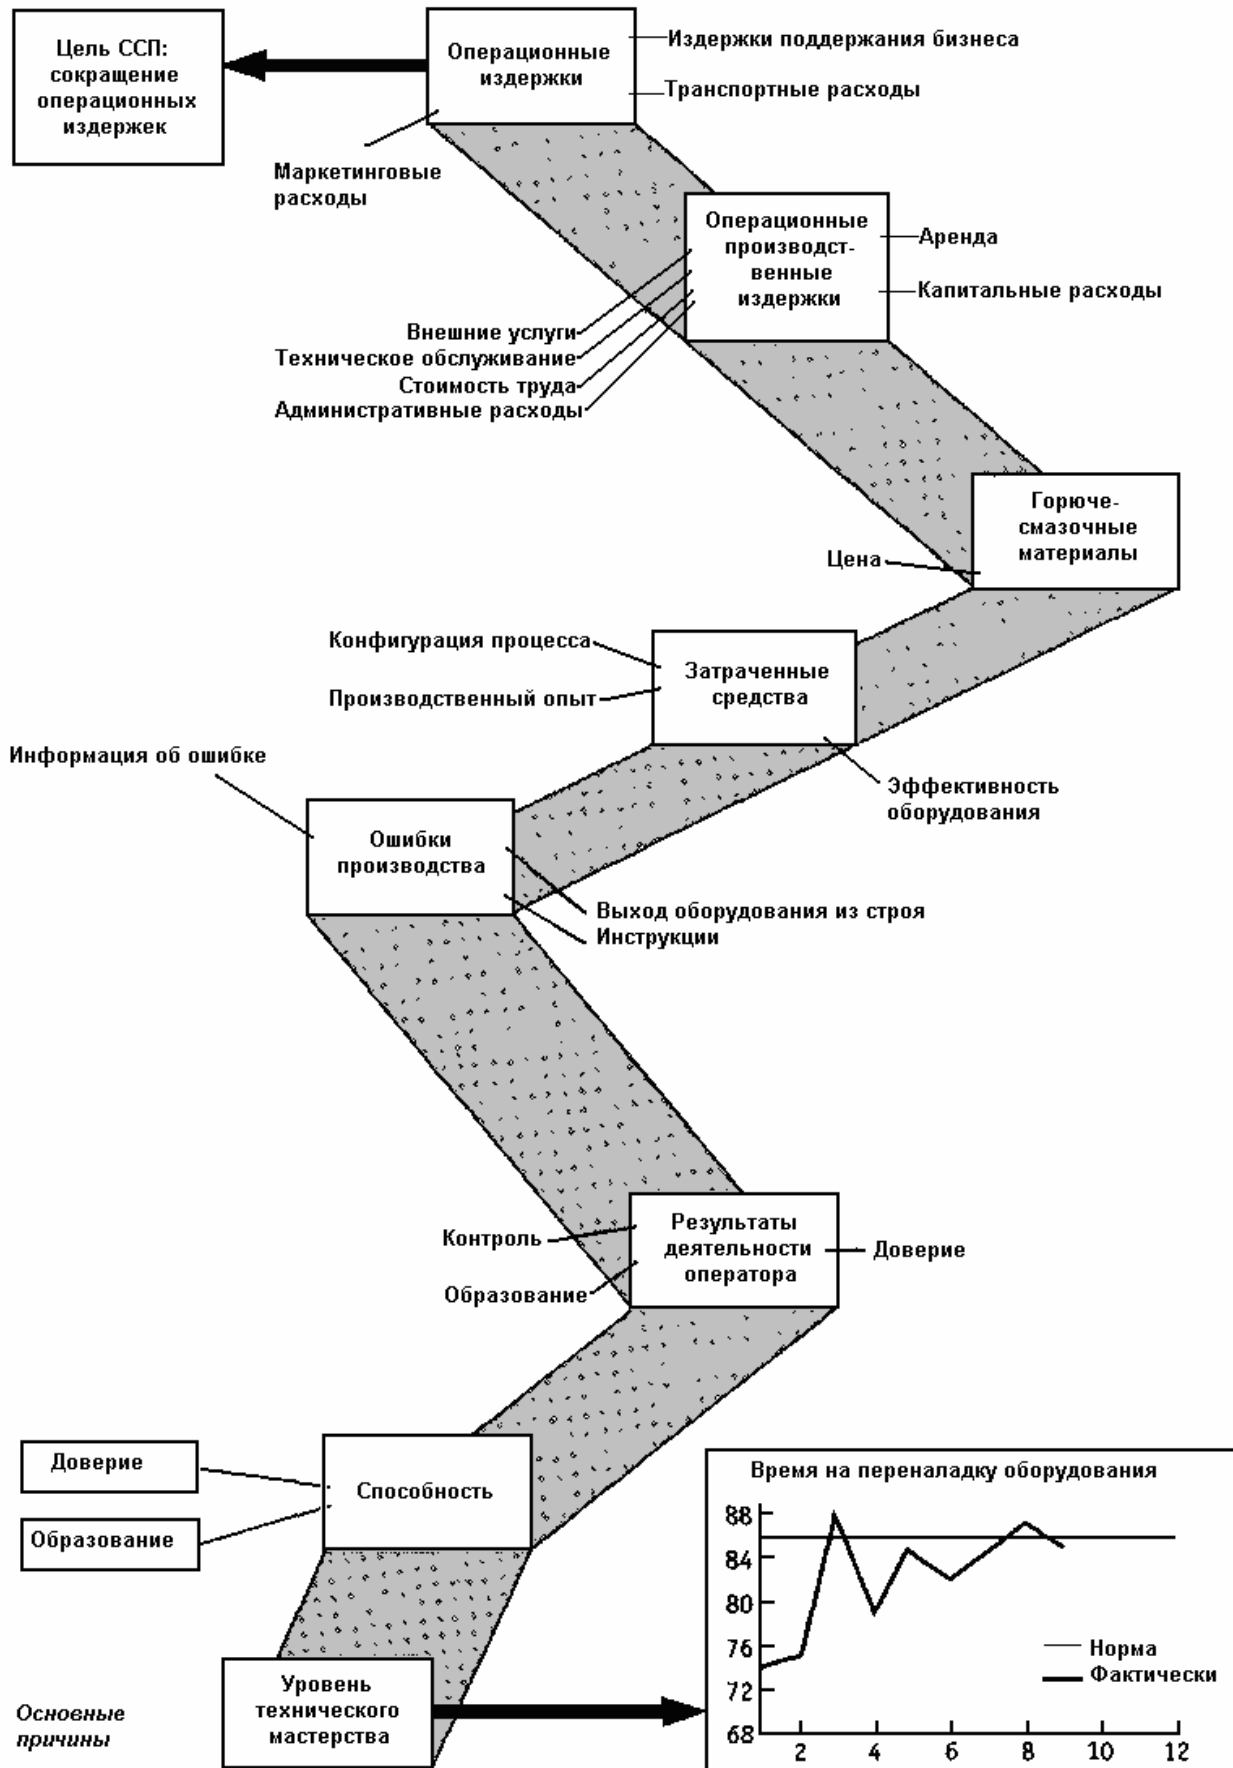 Цель ССП:
сокращение
операционных
издержек
Операционные
издержки
Издержки поддержания бизнеса
Транспортные расходы
Маркетинговые
расходы
Операционные
производст-
венные
издержки
Аренда
Капитальные расходы
Внешние услуги
Техническое обслуживание
Стоимость труда
Административные расходы
Горюче-
смазочные
материалы
Цена
Конфигурация процесса
Производственный опыт
Затраченные
средства
Эффективность
оборудования
Информация об ошибке
Ошибки
производства
Выход оборудования из строя
Инструкции
Контроль
Образование
Результаты
деятельности
оператора
Доверие
Доверие
Образование
Способность
Уровень
технического
мастерства
Основные
причины
Время на переналадку оборудования
88
84
80
76
72
68
Норма
Фактически
2 4 6 8 10 12